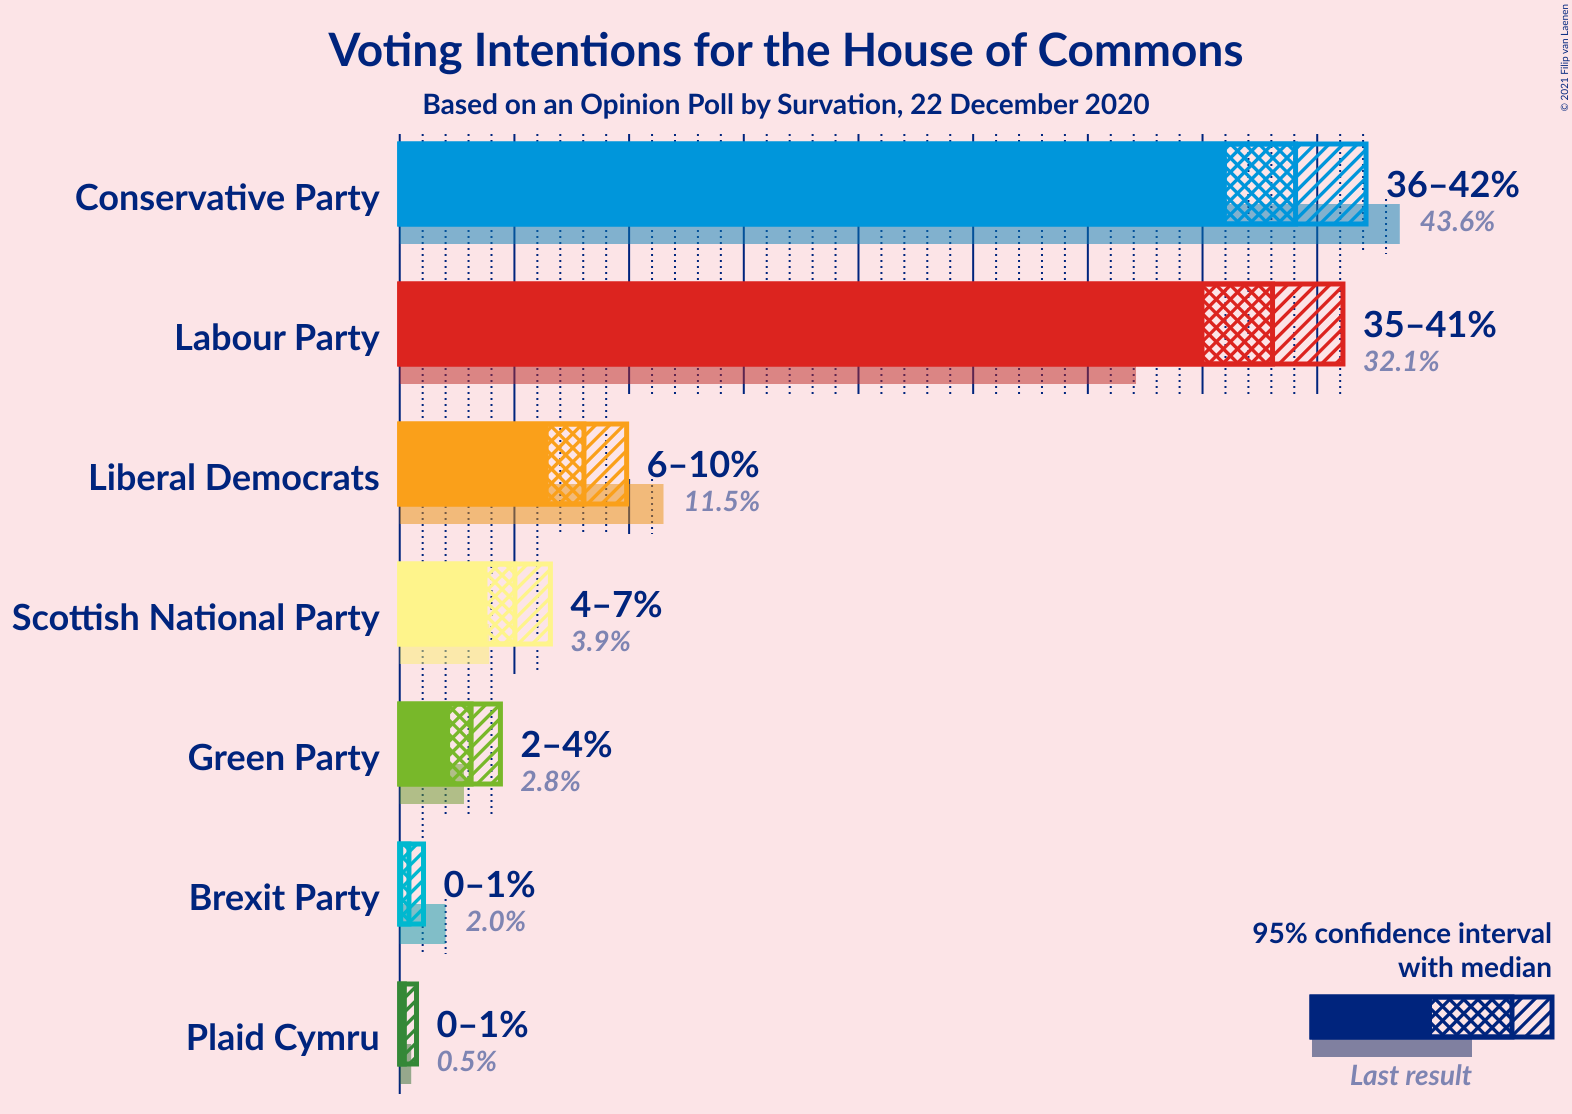 Voting Intentions for the House of Commons
Based on an Opinion Poll by Survation, 22 December 2020
© 2021 Filip van Laenen
Conservative Party
36–42%
43.6%
Labour Party
35–41%
32.1%
Liberal Democrats
6–10%
11.5%
Scottish National Party
4–7%
3.9%
Green Party
2–4%
2.8%
Brexit Party
0–1%
2.0%
Plaid Cymru
0–1%
0.5%
95% confidence interval
with median
Last result